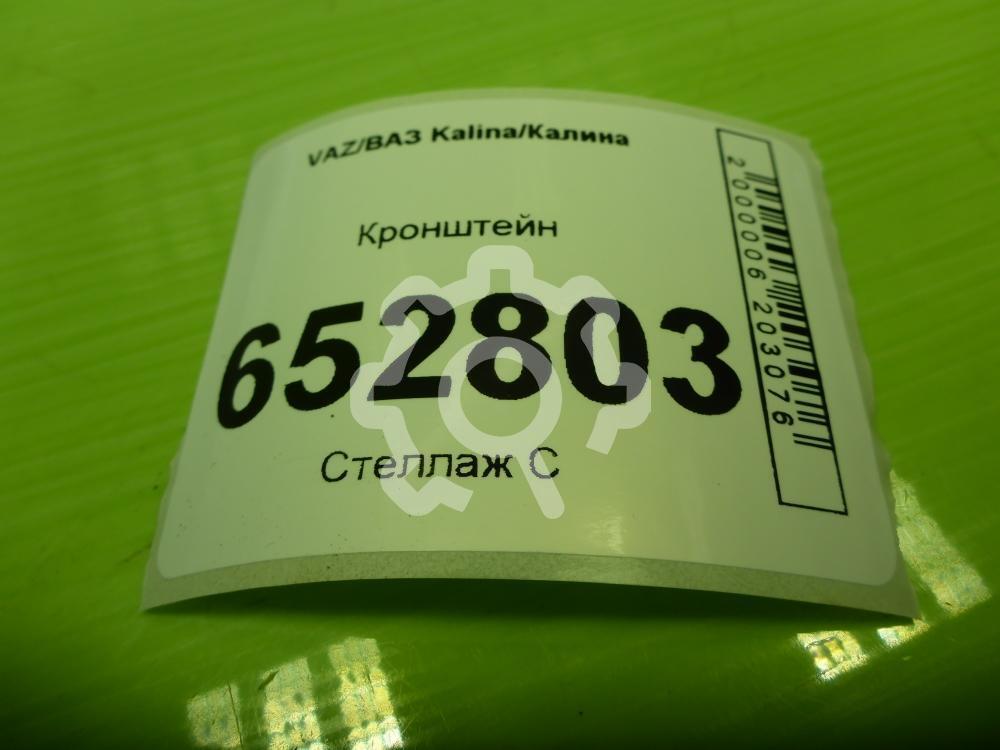 VAZ/ВАЗ Kalina/Калина
Кронштейн
652803
Стеллаж С
2000006203076